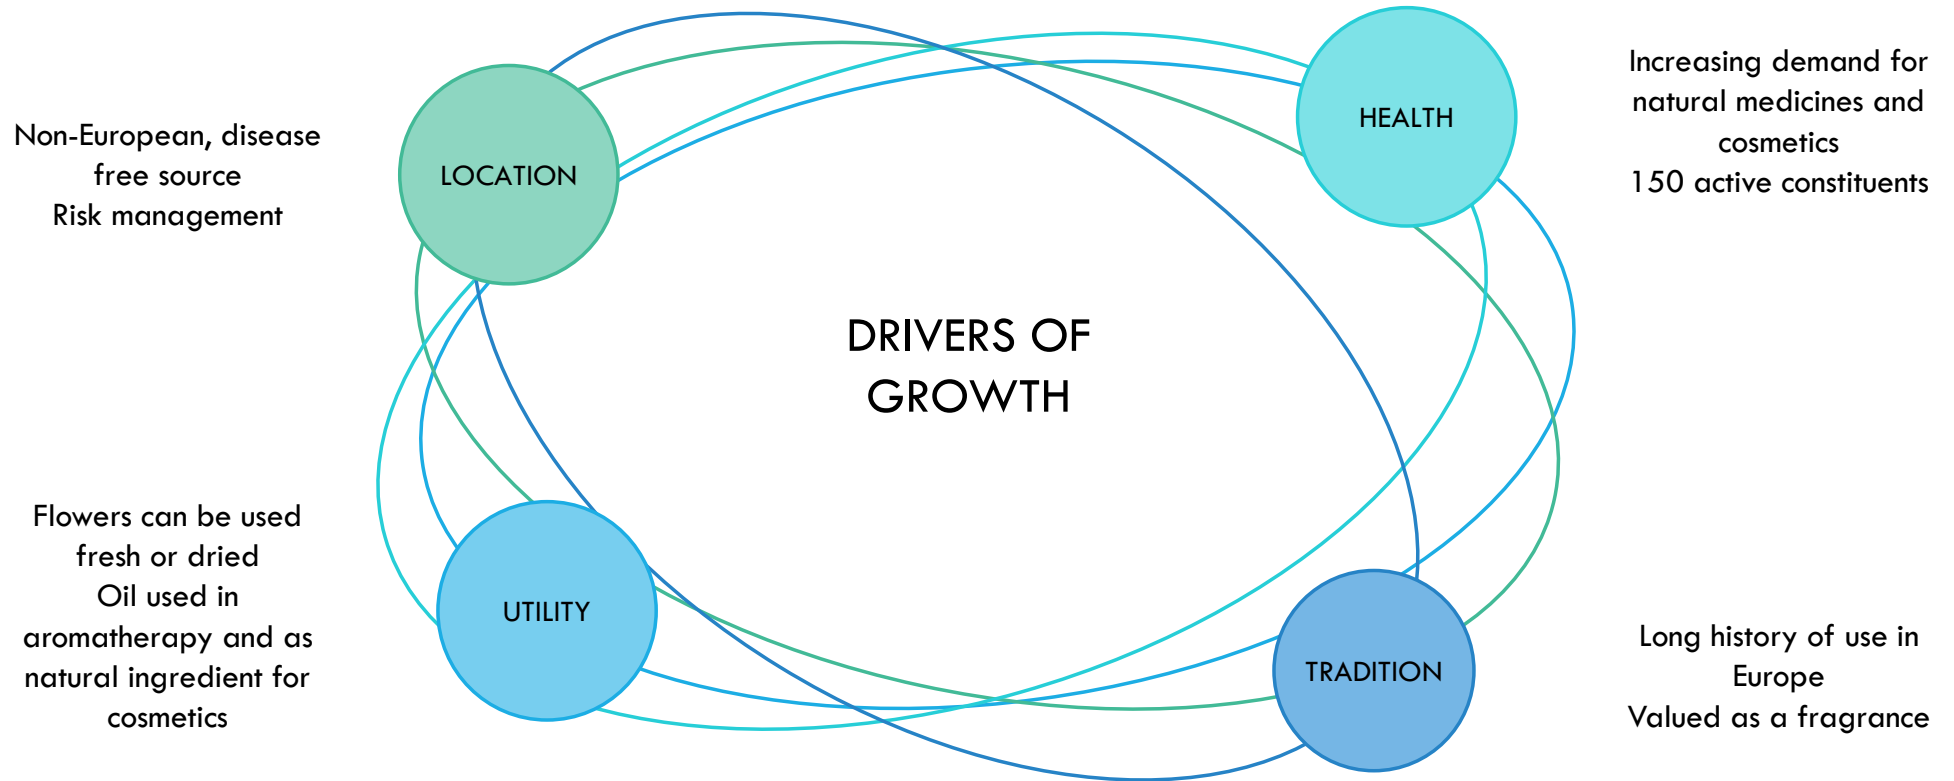 Non-European, disease
free source
Risk management
LOCATION
HEALTH
Increasing demand for
natural medicines and
cosmetics
150 active constituents
DRIVERS OF
GROWTH
Flowers can be used
fresh or dried
Oil used in
aromatherapy and as
natural ingredient for
cosmetics
UTILITY
TRADITION
Long history of use in
Europe
Valued as a fragrance